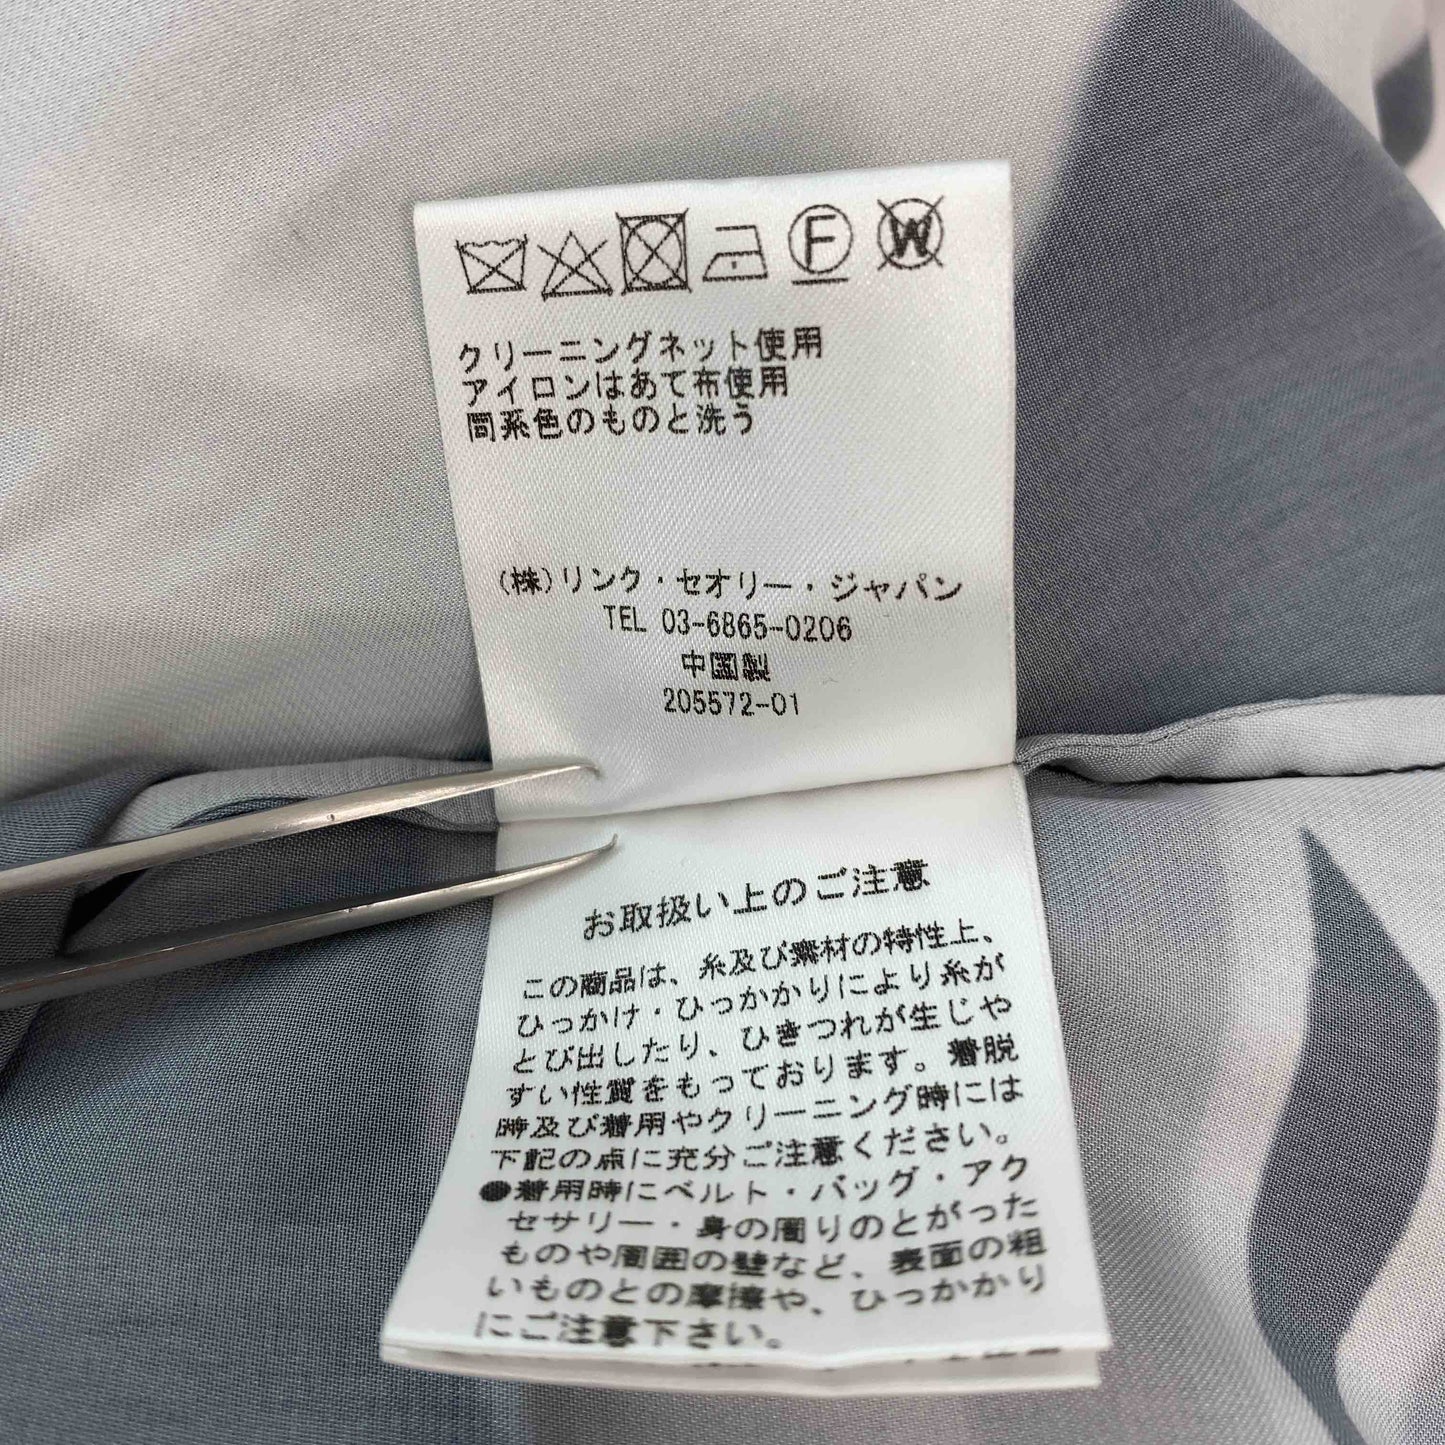 F W
クリーニングネット使用
アイロンはあて布使用
同系色のものと洗う
(株)リンク・セオリー・ジャパン
TEL 03-6865-0206
中国製
205572-01
お取扱い上のご注意
この商品は、糸及び素材の特性上、
ひっかけ・ひっかかりにより糸が
とび出したり、ひきつれが生じや
すい性質をもっております。着脱
時及び着用やクリーニング時には
下記の点に充分ご注意ください。
●着用時にベルト・バッグ・アク
セサリー・身の周りのとがった
ものや周囲の壁など、表面の粗
いものとの摩擦や、ひっかかり
にご注意下さい。